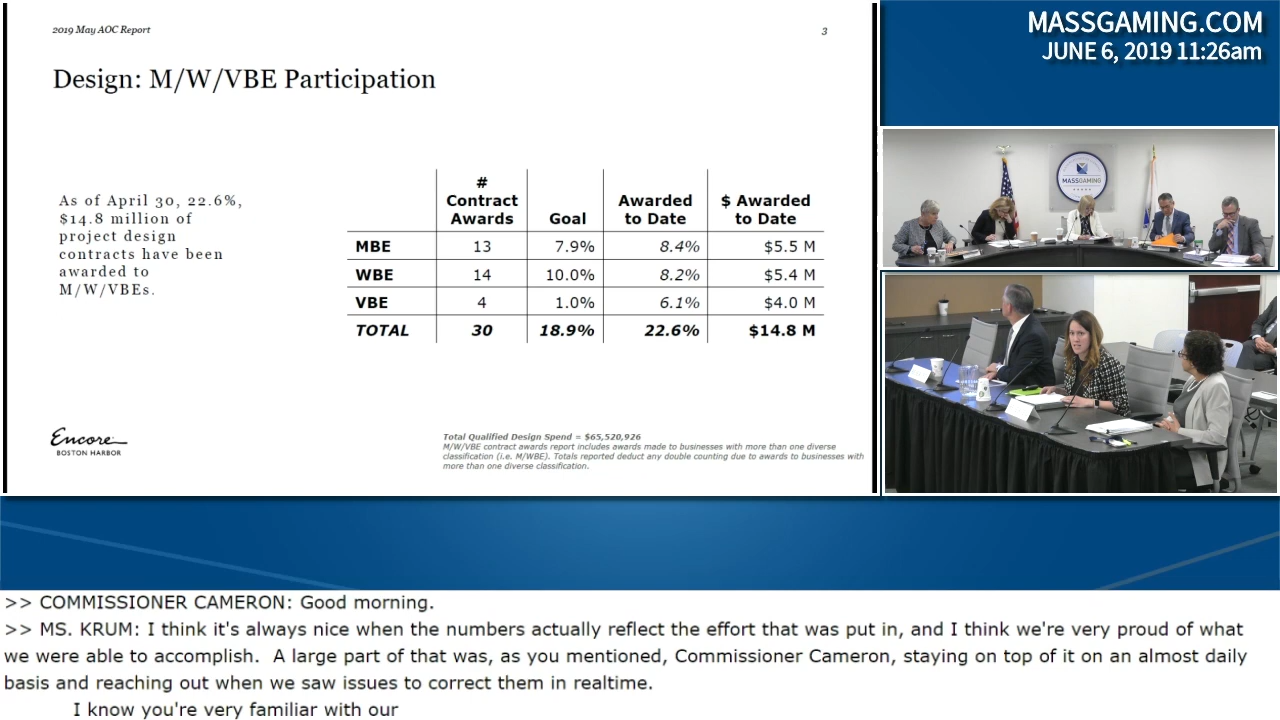 2019 May AOC Report
3
Design: M/W/VBE Participation
As of April 30, 22.6%,
$14.8 million of
project design
contracts have been
awarded to
M/W/VBEs.
# Contract Awards Goal Awarded to Date $ Awarded to Date
MBE 13 7.9% 8.4% $5.5 M
WBE 14 10.0% 8.2% $5.4 M
VBE 4 1.0% 6.1% $4.0 M
TOTAL 30 18.9% 22.6% $14.8 M
Encore
BOSTON HARBOR
Total Qualified Design Spend = $65,520,926
M/W/VBE contract awards report includes awards made to businesses with more than one diverse
classification (i.e. M/WBE). Totals reported deduct any double counting due to awards to businesses with
more than one diverse classification.
MASSGAMING.COM
JUNE 6, 2019 11:26am
MASSGAMING
>> COMMISSIONER CAMERON: Good morning.
>> MS. KRUM: I think it's always nice when the numbers actually reflect the effort that was put in, and I think we're very proud of what
we were able to accomplish. A large part of that was, as you mentioned, Commissioner Cameron, staying on top of it on an almost daily
basis and reaching out when we saw issues to correct them in realtime.
I know you're very familiar with our